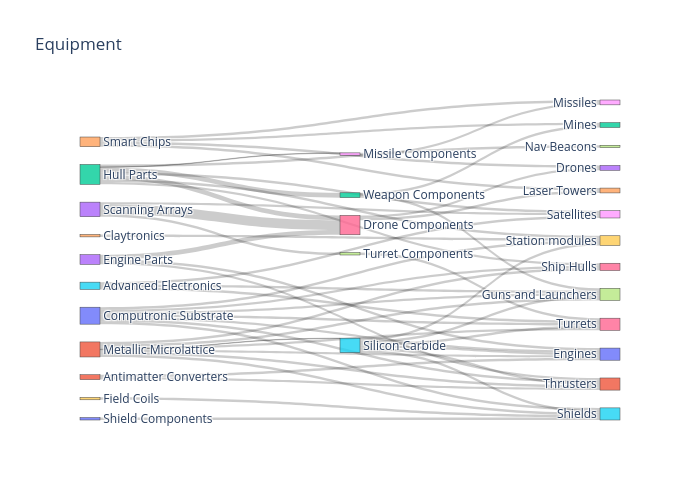 Equipment
Missiles
Mines
Smart Chips
Nav Beacons
Missile Components
Drones
Hull Parts
Laser Towers
Weapon Components
Scanning Arrays
Satellites
Drone Components
Claytronics
Station modules
Turret Components
Engine Parts
Ship Hulls
Advanced Electronics
Guns and Launchers
Computronic Substrate
Turrets
Silicon Carbide
Metallic Microlattice
Engines
Antimatter Converters
Thrusters
Field Coils
Shields
Shield Components